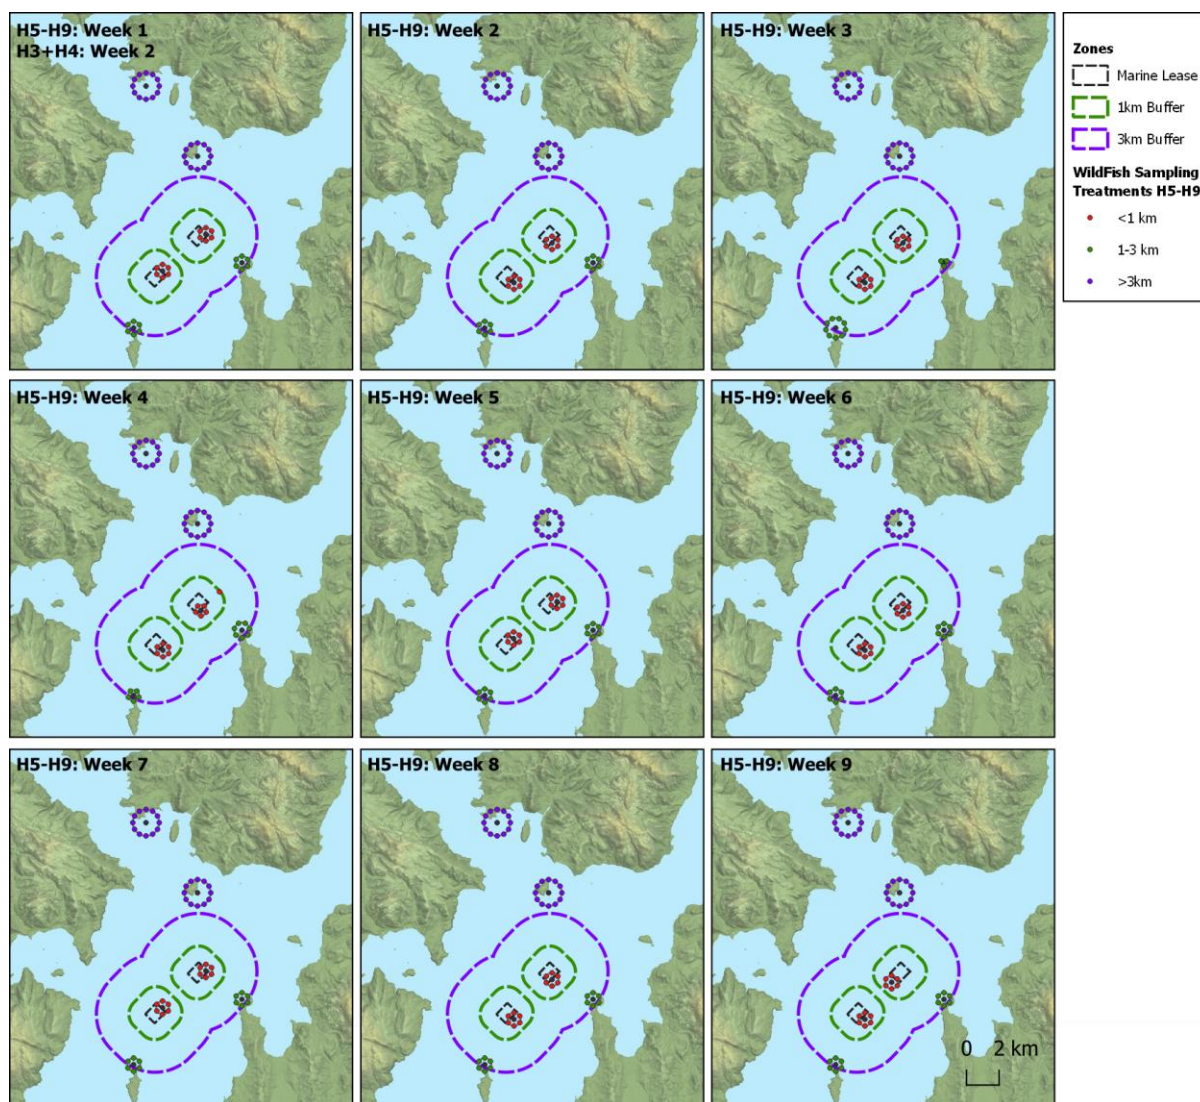 H5-H9: Week 1
H3+H4: Week 2
H5-H9: Week 2
H5-H9: Week 3
Zones
Marine Lease
1km Buffer
3km Buffer
WildFish Sampling
Treatments H5-H9
<1 km
1-3 km
>3km
H5-H9: Week 4
H5-H9: Week 5
H5-H9: Week 6
H5-H9: Week 7
H5-H9: Week 8
H5-H9: Week 9
0 2 km